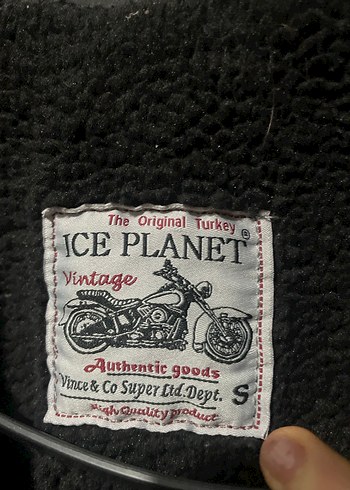 The Original Turkey
ICE PLANET®
Vintage
Authentic goods
Vince & Co Super Ltd. Dept.
S
High Quality product